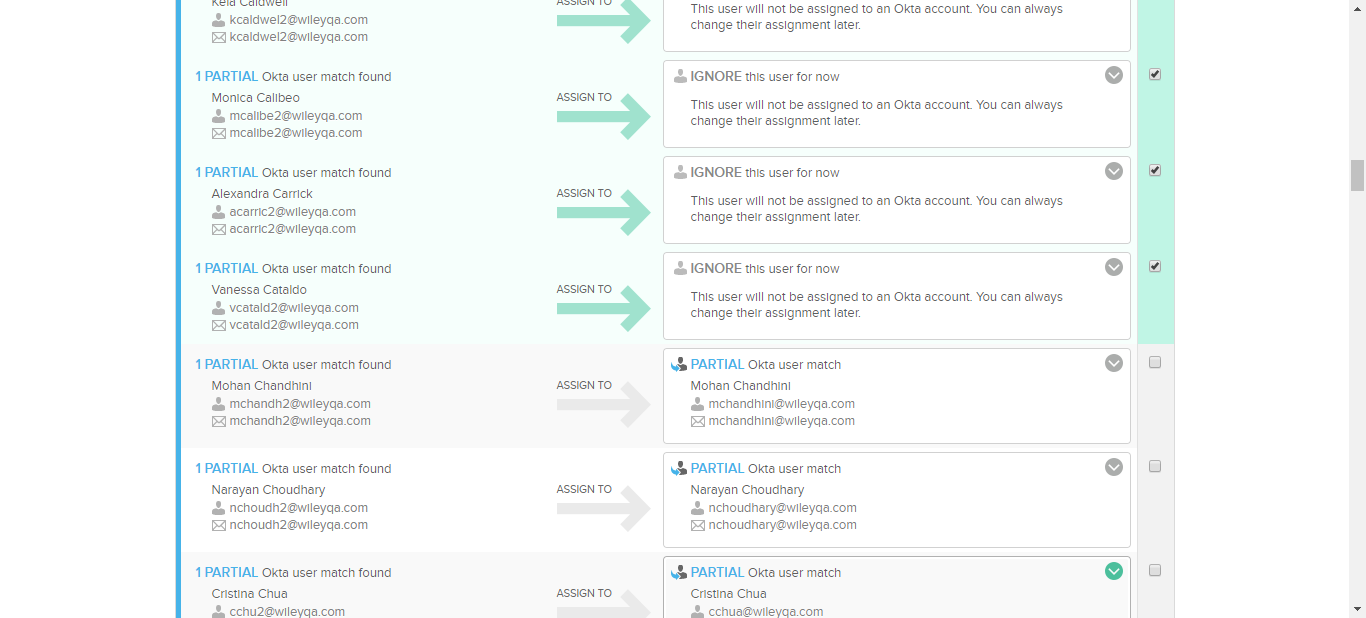 Kela Caldwell
kcaldwel2@wileyqa.com
kcaldwel2@wileyqa.com
ASSIGN TO
This user will not be assigned to an Okta account. You can always
change their assignment later.
1 PARTIAL Okta user match found
Monica Calibeo
mcalibe2@wileyqa.com
mcalibe2@wileyqa.com
ASSIGN TO
IGNORE this user for now
This user will not be assigned to an Okta account. You can always
change their assignment later.
1 PARTIAL Okta user match found
Alexandra Carrick
acarric2@wileyqa.com
acarric2@wileyqa.com
ASSIGN TO
IGNORE this user for now
This user will not be assigned to an Okta account. You can always
change their assignment later.
1 PARTIAL Okta user match found
Vanessa Cataldo
vcatald2@wileyqa.com
vcatald2@wileyqa.com
ASSIGN TO
IGNORE this user for now
This user will not be assigned to an Okta account. You can always
change their assignment later.
1 PARTIAL Okta user match found
Mohan Chandhini
mchandh2@wileyqa.com
mchandh2@wileyqa.com
ASSIGN TO
PARTIAL Okta user match
Mohan Chandhini
mchandhini@wileyqa.com
mchandhini@wileyqa.com
1 PARTIAL Okta user match found
Narayan Choudhary
nchoudh2@wileyqa.com
nchoudh2@wileyqa.com
ASSIGN TO
PARTIAL Okta user match
Narayan Choudhary
nchoudhary@wileyqa.com
nchoudhary@wileyqa.com
1 PARTIAL Okta user match found
Cristina Chua
cchu2@wileyqa.com
ASSIGN TO
PARTIAL Okta user match
Cristina Chua
cchua@wileyqa.com